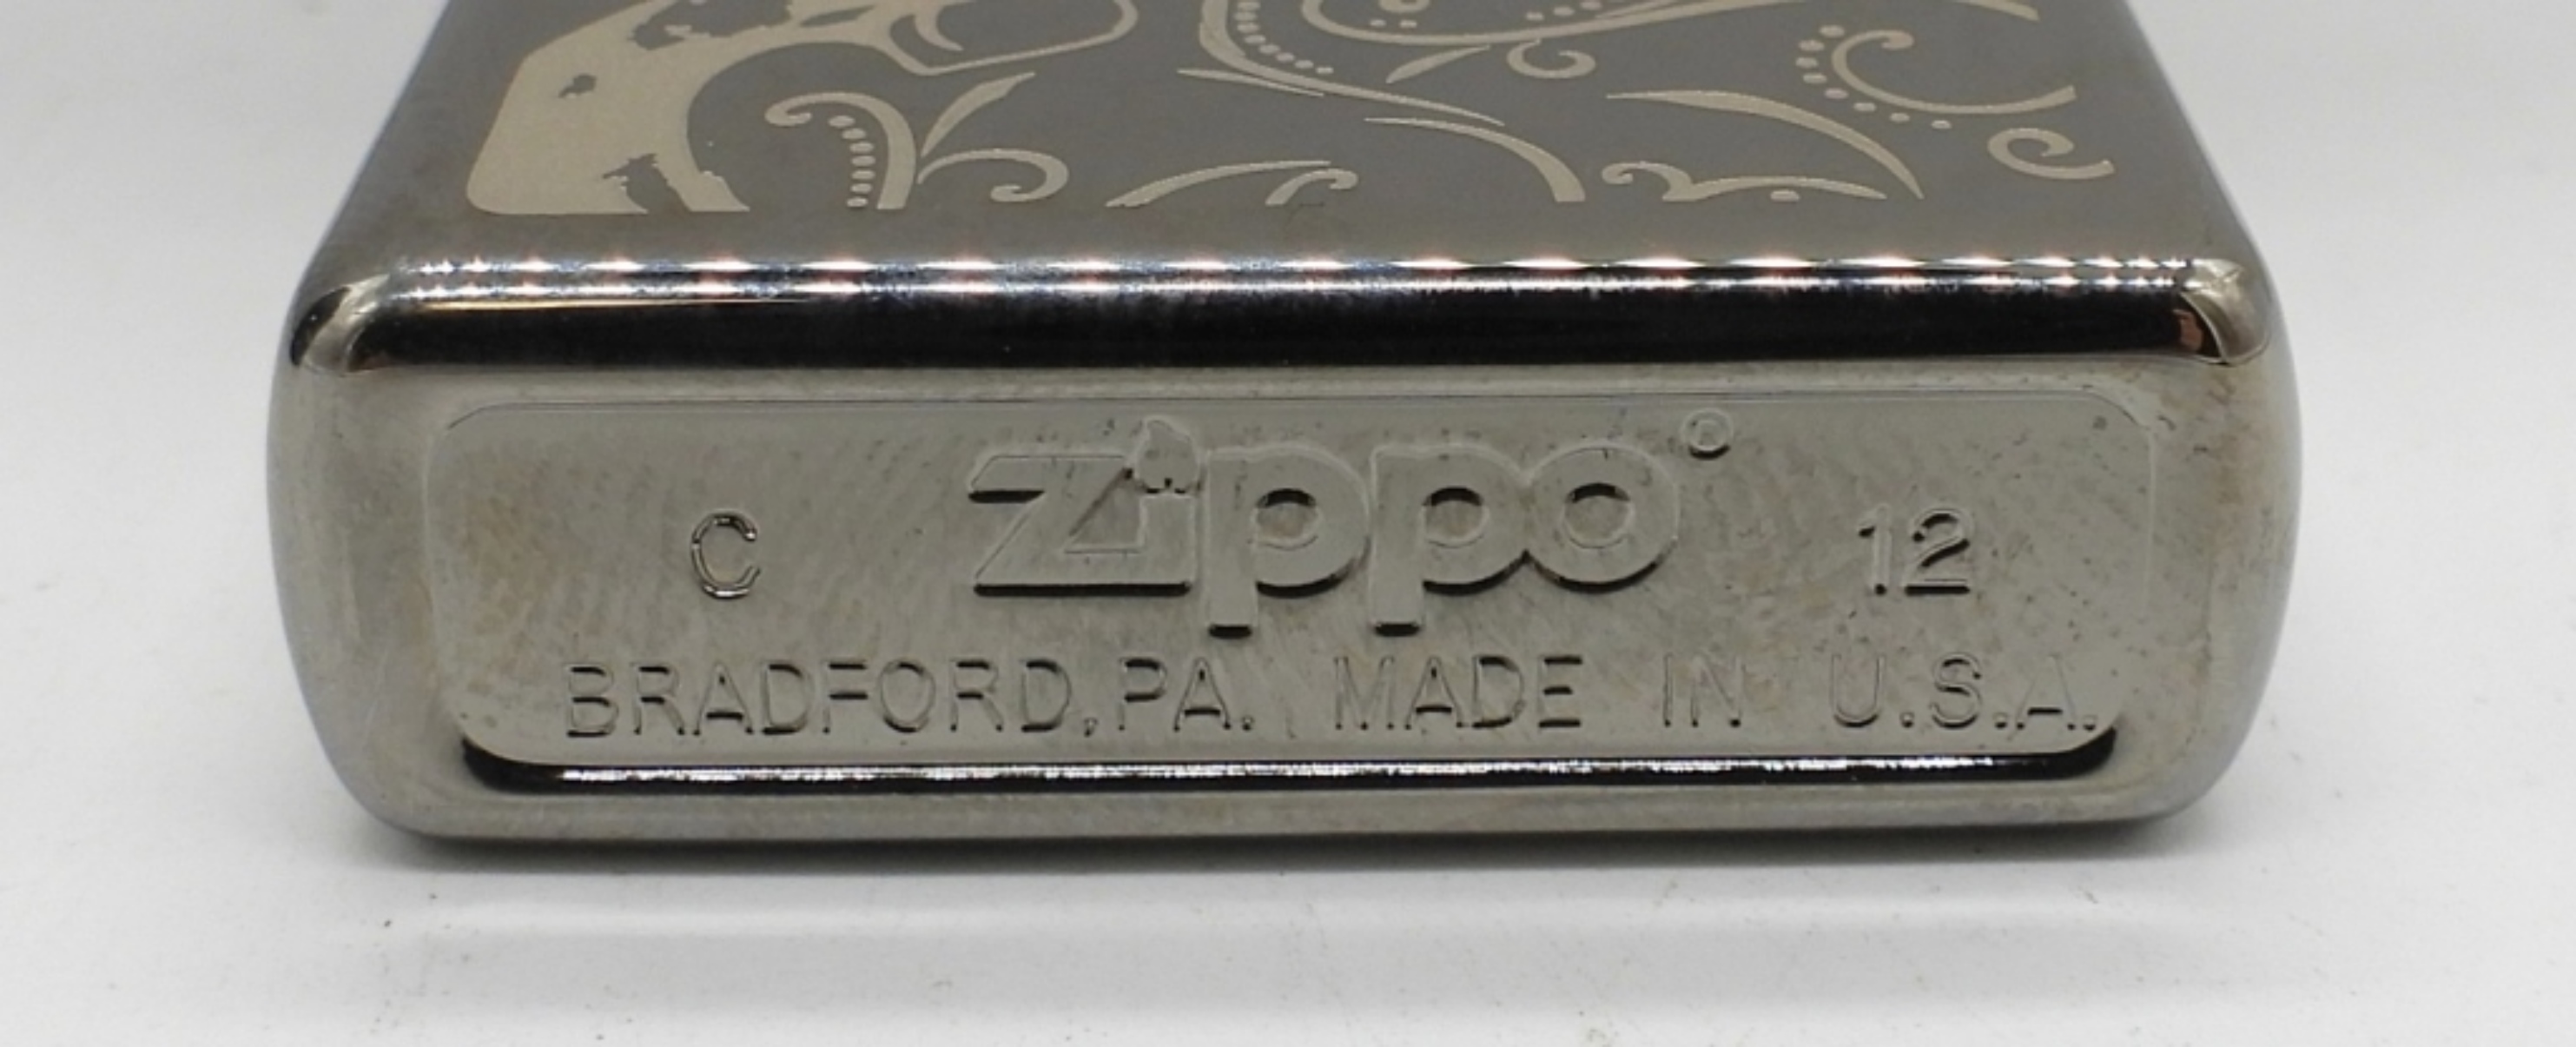 C Zippo® 12
BRADFORD,PA. MADE IN U.S.A.